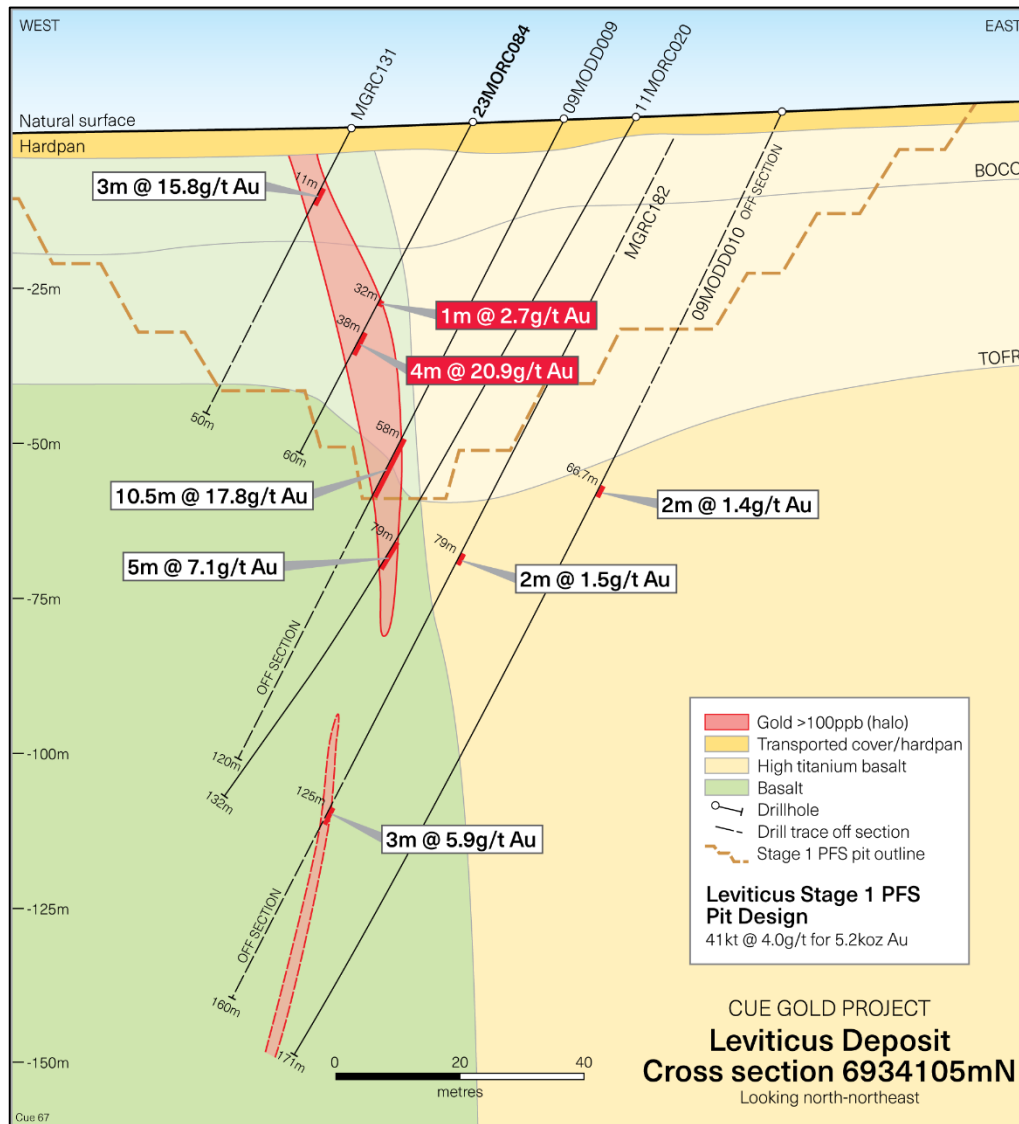 WEST
EAST
MGRC131
23MORC084
09MODD009
11MORC020
Natural surface
Hardpan
MGRC182
09MODD010 OFF SECTION
BOCO
3m @ 15.8g/t Au
11m
-25m
32m
1m @ 2.7g/t Au
38m
4m @ 20.9g/t Au
TOFR
50m
58m
-50m
60m
66.7m
10.5m @ 17.8g/t Au
2m @ 1.4g/t Au
79m
79m
5m @ 7.1g/t Au
2m @ 1.5g/t Au
-75m
OFF SECTION
Gold >100ppb (halo)
Transported cover/hardpan
High titanium basalt
Basalt
Drillhole
Drill trace off section
Stage 1 PFS pit outline
Leviticus Stage 1 PFS
Pit Design
41kt @ 4.0g/t for 5.2koz Au
-100m
120m
132m
125m
3m @ 5.9g/t Au
-125m
OFF SECTION
160m
-150m
171m
0 20 40
metres
CUE GOLD PROJECT
Leviticus Deposit
Cross section 6934105mN
Looking north-northeast
Cue 67